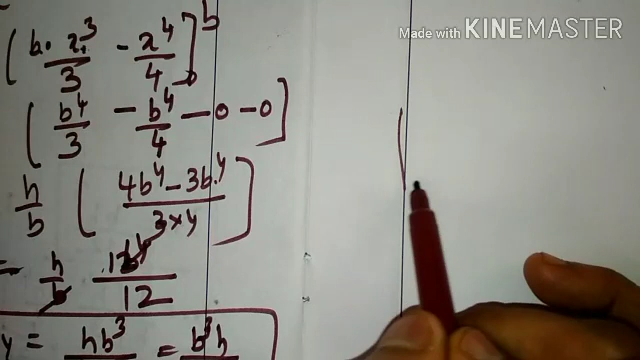 Made with KINEMASTER
( b. x³/3 - x⁴/4 ]₀ᵇ
( b⁴/3 - b⁴/4 - 0 - 0 ]
h/b ( 4b⁴ - 3b⁴ / 3 × 4 ]
= h/b 1b⁴/12
y = hb³ = b³h